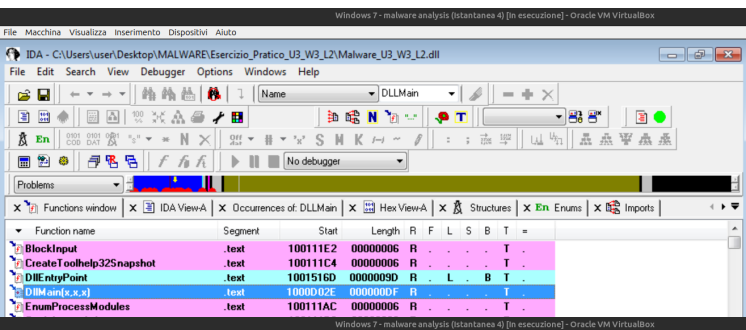 Windows 7 - malware analysis (Istantanea 4) [In esecuzione] - Oracle VM VirtualBox
File Macchina Visualizza Inserimento Dispositivi Aiuto
IDA - C:\Users\user\Desktop\MALWARE\Esercizio_Pratico_U3_W3_L2\Malware_U3_W3_L2.dll
File Edit Search View Debugger Options Windows Help
Name DLLMain
En S M K
No debugger
Problems
X Functions window X IDA View-A X Occurrences of: DLLMain X Hex View-A X Structures X En Enums X Imports
Function name Segment Start Length R F L S B T =
BlockInput .text 100111E2 00000006 R . . . . T .
CreateToolhelp32Snapshot .text 100111C4 00000006 R . . . . T .
DllEntryPoint .text 1001516D 0000009D R . L . B T .
DllMain(x,x,x) .text 1000D02E 000000DF R . . . . T .
EnumProcessModules .text 100111AC 00000006 R . . . . T .
Windows 7 - malware analysis (Istantanea 4) [In esecuzione] - Oracle VM VirtualBox